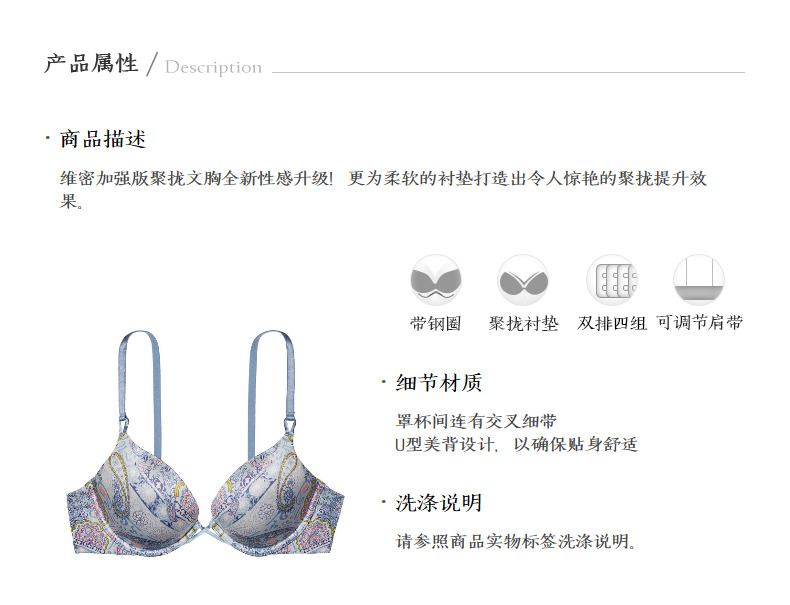 产品属性 / Description
· 商品描述
维密加强版聚拢文胸全新性感升级！更为柔软的衬垫打造出令人惊艳的聚拢提升效
果。
带钢圈 聚拢衬垫 双排四组 可调节肩带
· 细节材质
罩杯间连有交叉细带
U型美背设计，以确保贴身舒适
· 洗涤说明
请参照商品实物标签洗涤说明。